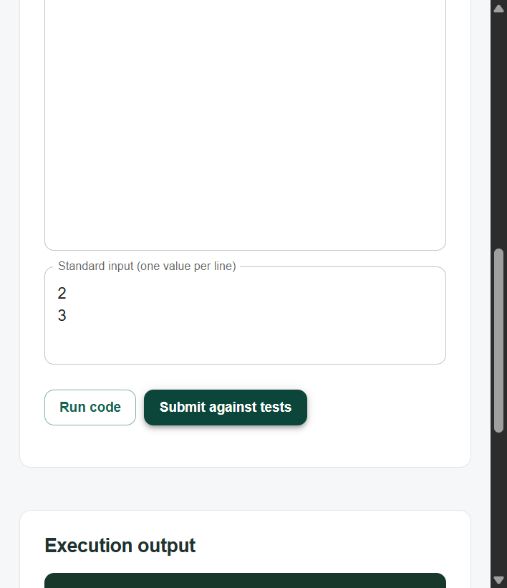 Standard input (one value per line)
2
3
Run code
Submit against tests
Execution output